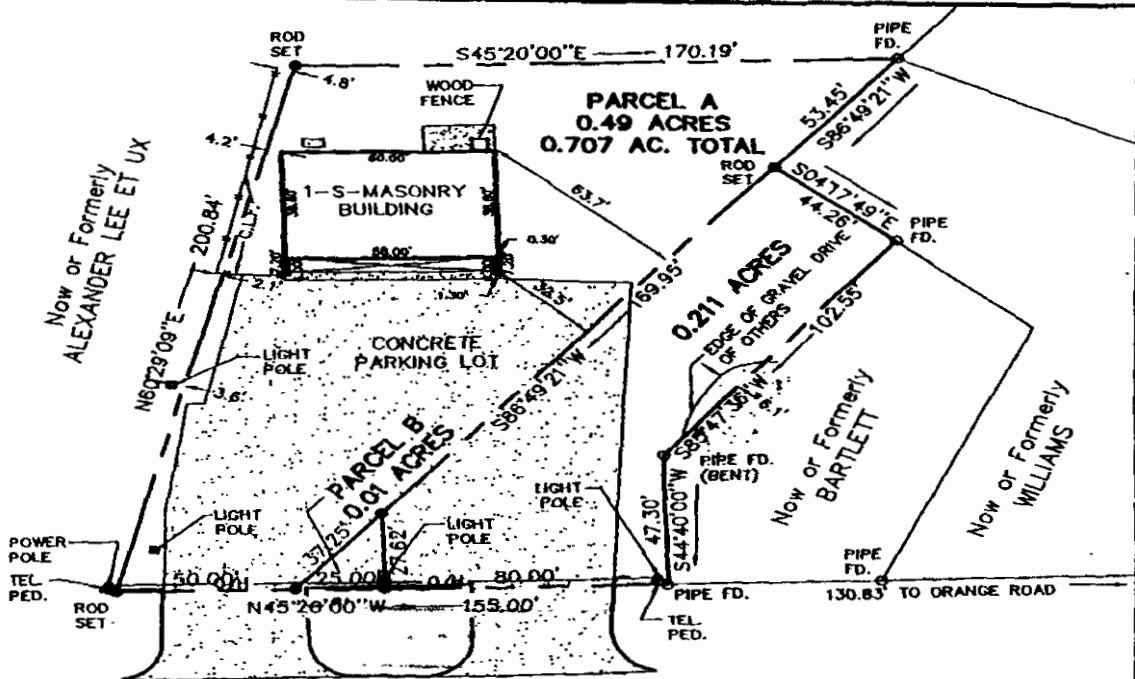 ROD
SET
S45°20'00"E
170.19'
PIPE
FD.
4.8'
WOOD
FENCE
PARCEL A
0.49 ACRES
0.707 AC. TOTAL
53.45'
S86°49'21"W
4.2'
60.00'
ROD
SET
S04°17'49"E
44.26'
PIPE
FD.
1-S-MASONRY
BUILDING
63.7'
Now or Formerly
ALEXANDER LEE ET UX
200.84'
C.L.F.
N60°29'09"E
0.30'
2.1'
1.30'
32.5'
169.95'
S86°49'21"W
0.211 ACRES
EDGE OF GRAVEL DRIVE
OF OTHERS
102.55'
S85°47'36"W
CONCRETE
PARKING LOT
LIGHT
POLE
3.6'
PARCEL B
0.01 ACRES
PIPE FD.
(BENT)
Now or Formerly
BARTLETT
Now or Formerly
WILLIAMS
LIGHT
POLE
LIGHT
POLE
LIGHT
POLE
47.30'
S44°40'00"W
37.25'
27.62'
POWER
POLE
TEL.
PED.
ROD
SET
50.00'
25.00'
80.00'
N45°20'00"W
155.00'
PIPE FD.
TEL.
PED.
PIPE
FD.
130.83' TO ORANGE ROAD